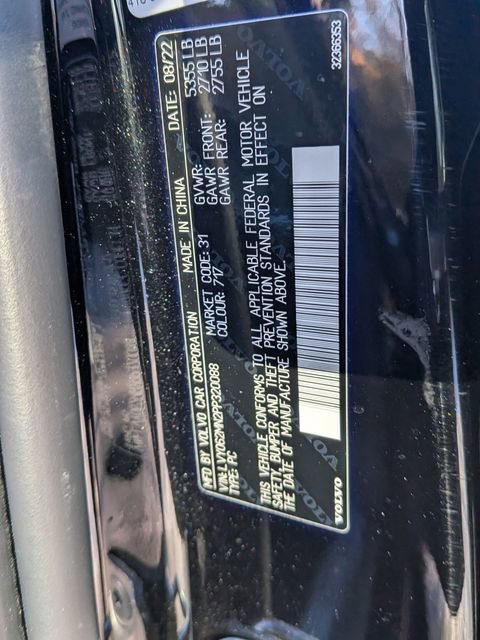 MFD BY VOLVO CAR CORPORATION MADE IN CHINA DATE: 08/22
VIN: LVY062MN2PP320088 GVWR: 5355 LB
TYPE: PC MARKET CODE: 31 GAWR FRONT: 2710 LB
COLOUR: 717 GAWR REAR: 2755 LB
THIS VEHICLE CONFORMS TO ALL APPLICABLE FEDERAL MOTOR VEHICLE
SAFETY, BUMPER AND THEFT PREVENTION STANDARDS IN EFFECT ON
THE DATE OF MANUFACTURE SHOWN ABOVE
VOLVO 32366353